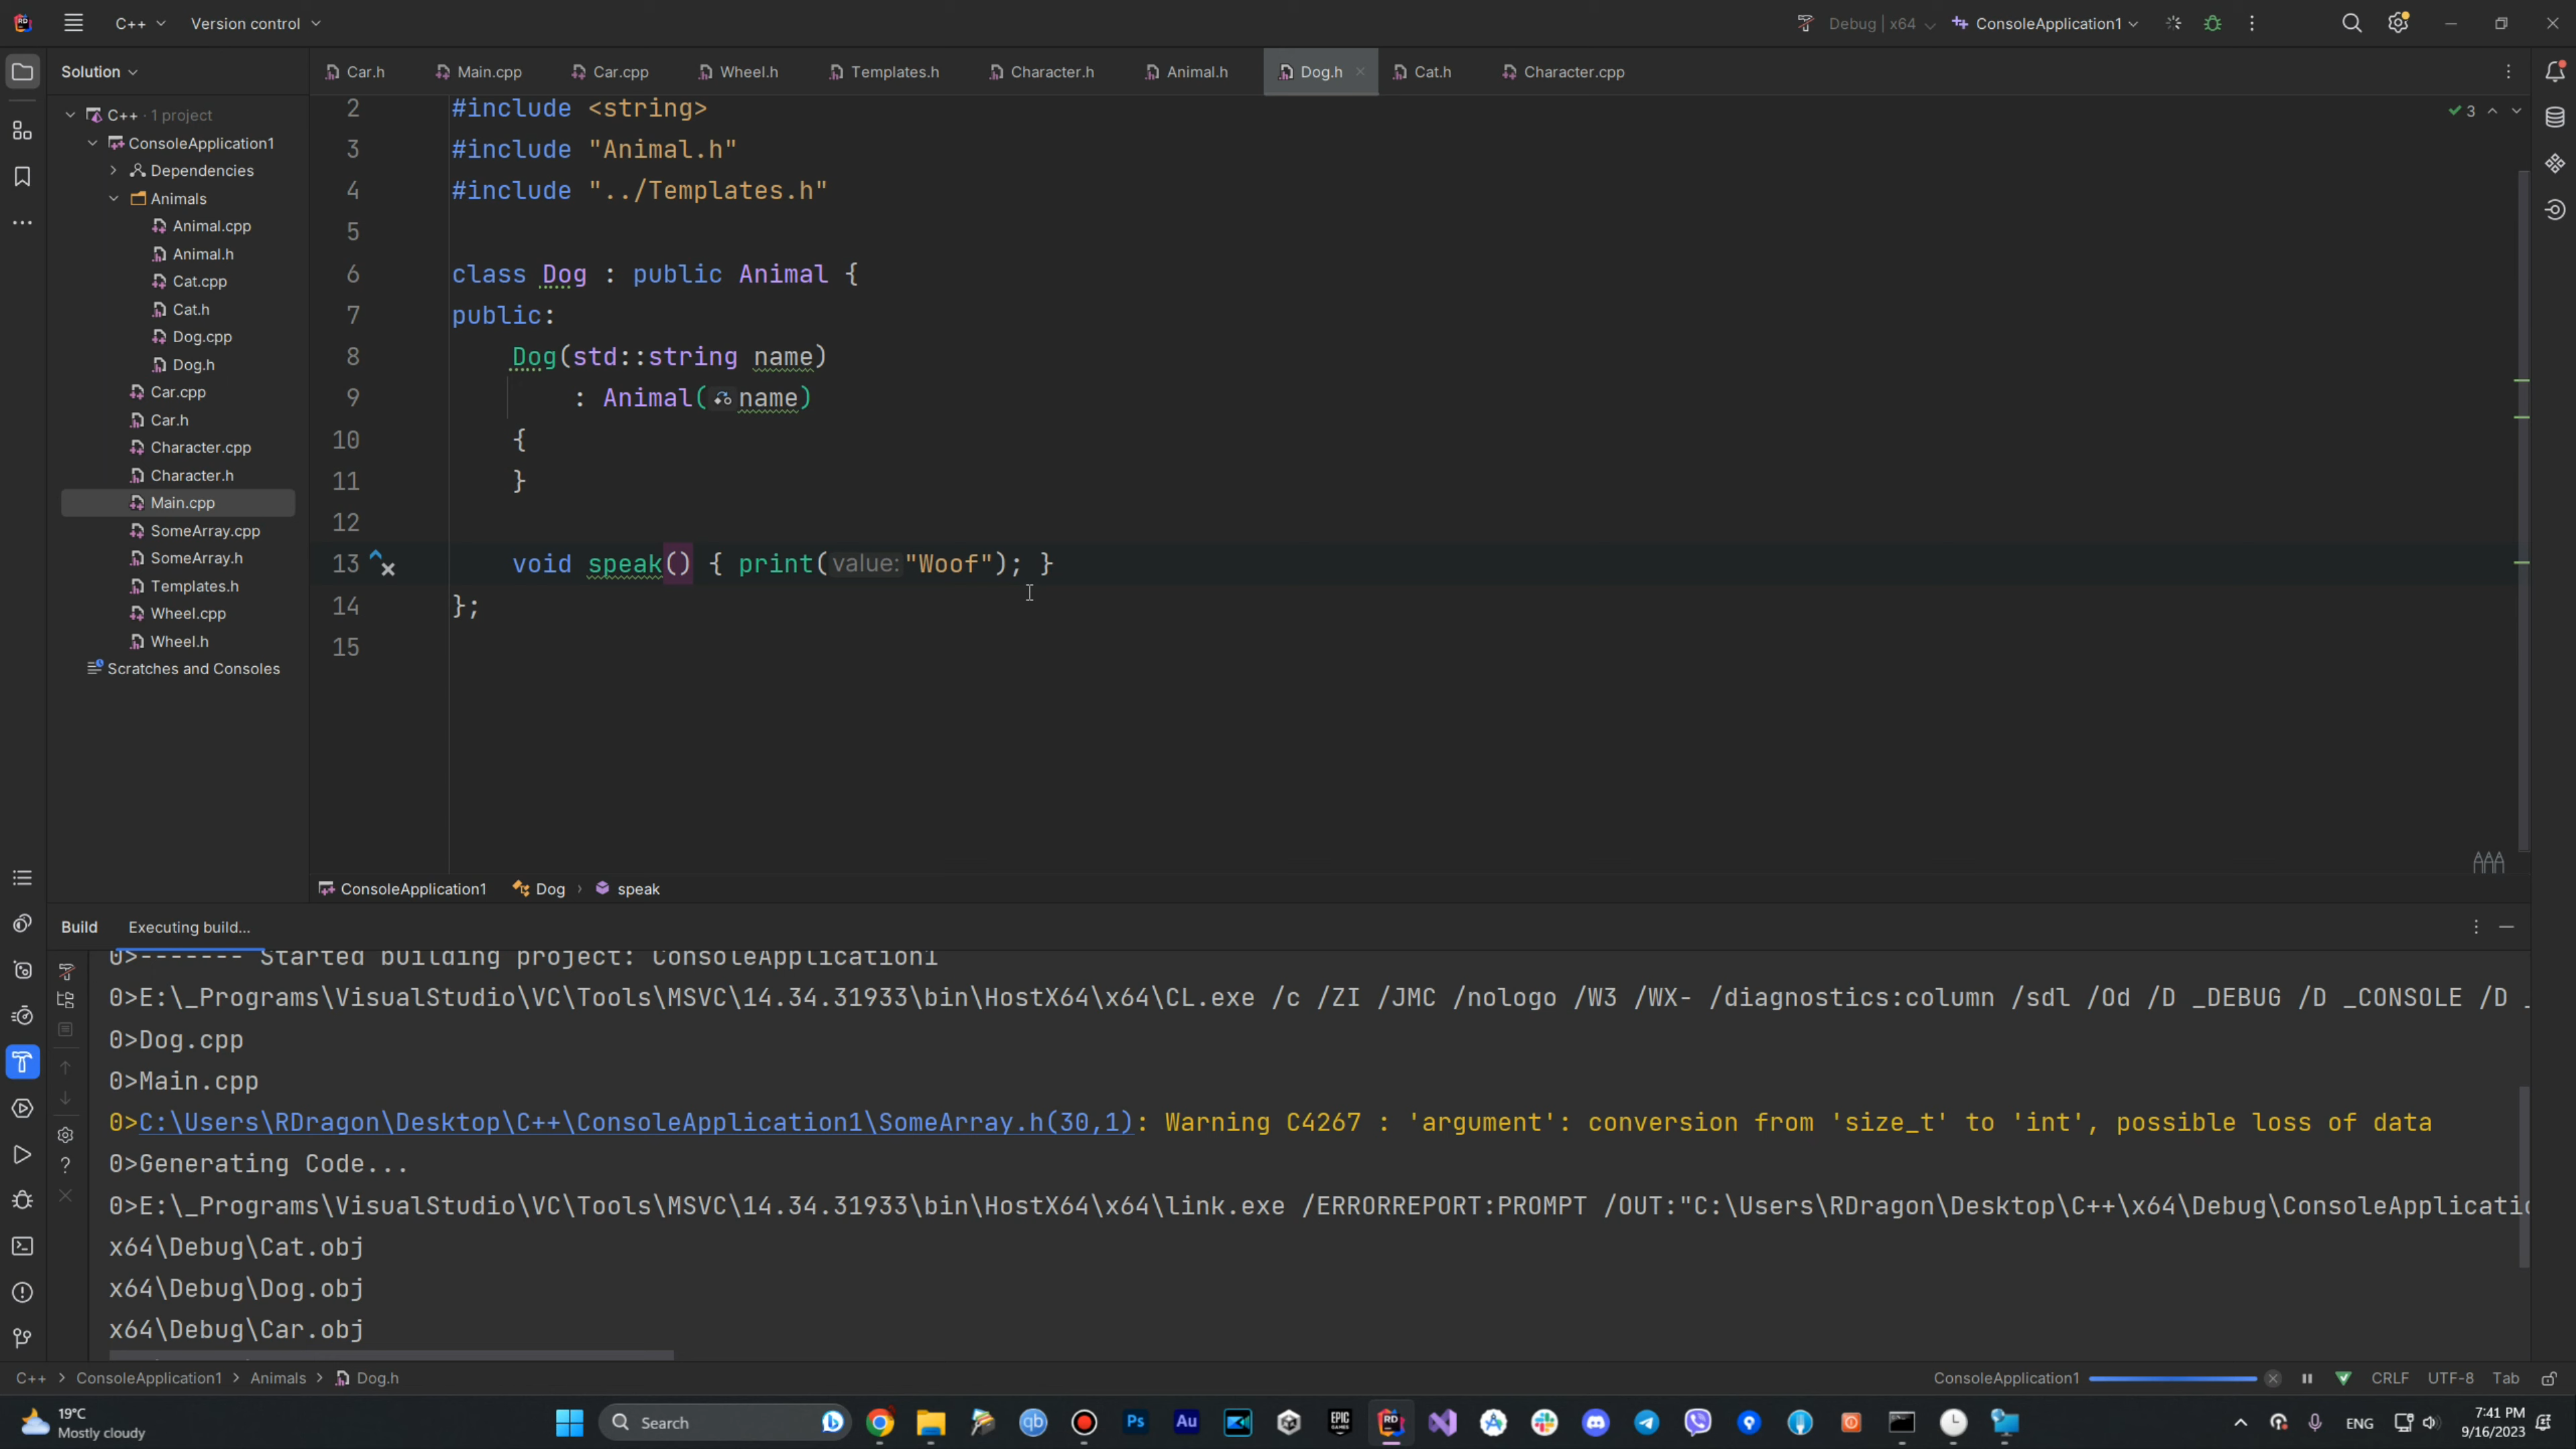 C++
Version control
Debug | x64
ConsoleApplication1
Solution
Car.h
Main.cpp
Car.cpp
Wheel.h
Templates.h
Character.h
Animal.h
Dog.h
Cat.h
Character.cpp
C++ · 1 project
ConsoleApplication1
Dependencies
Animals
Animal.cpp
Animal.h
Cat.cpp
Cat.h
Dog.cpp
Dog.h
Car.cpp
Car.h
Character.cpp
Character.h
Main.cpp
SomeArray.cpp
SomeArray.h
Templates.h
Wheel.cpp
Wheel.h
Scratches and Consoles
2 #include <string>
3 #include "Animal.h"
4 #include "../Templates.h"
5
6 class Dog : public Animal {
7 public:
8 Dog(std::string name)
9 : Animal(name)
10 {
11 }
12
13 void speak() { print(value: "Woof"); }
14 };
15
3
ConsoleApplication1 Dog › speak
Build Executing build...
0>------- Started building project: ConsoleApplication1
0>E:\_Programs\VisualStudio\VC\Tools\MSVC\14.34.31933\bin\HostX64\x64\CL.exe /c /ZI /JMC /nologo /W3 /WX- /diagnostics:column /sdl /Od /D _DEBUG /D _CONSOLE /D _
0>Dog.cpp
0>Main.cpp
0>C:\Users\RDragon\Desktop\C++\ConsoleApplication1\SomeArray.h(30,1): Warning C4267 : 'argument': conversion from 'size_t' to 'int', possible loss of data
0>Generating Code...
0>E:\_Programs\VisualStudio\VC\Tools\MSVC\14.34.31933\bin\HostX64\x64\link.exe /ERRORREPORT:PROMPT /OUT:"C:\Users\RDragon\Desktop\C++\x64\Debug\ConsoleApplicatio
x64\Debug\Cat.obj
x64\Debug\Dog.obj
x64\Debug\Car.obj
C++ > ConsoleApplication1 > Animals > Dog.h
ConsoleApplication1
CRLF UTF-8 Tab
19°C
Mostly cloudy
Search
qb
Ps
Au
EPIC GAMES
RD
ENG
7:41 PM
9/16/2023